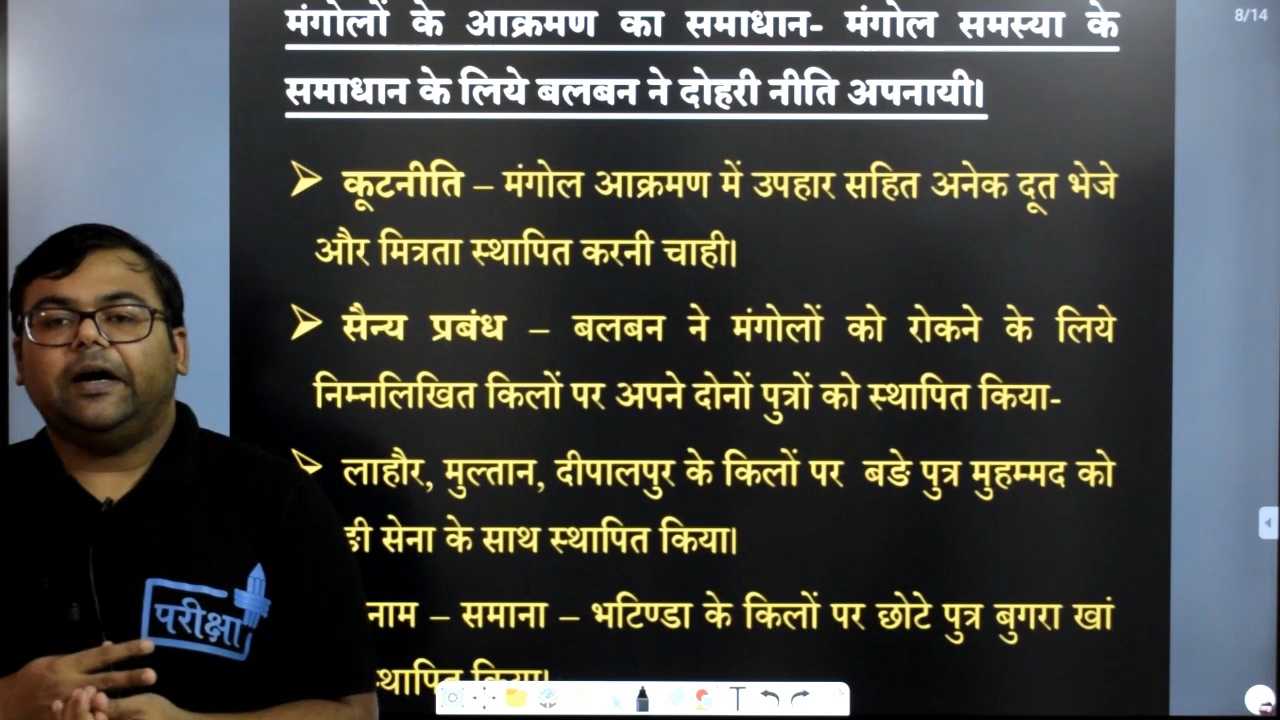 8/14
मंगोलों के आक्रमण का समाधान- मंगोल समस्या के
समाधान के लिये बलबन ने दोहरी नीति अपनायी।
➢ कूटनीति – मंगोल आक्रमण में उपहार सहित अनेक दूत भेजे
और मित्रता स्थापित करनी चाही।
➢ सैन्य प्रबंध – बलबन ने मंगोलों को रोकने के लिये
निम्नलिखित किलों पर अपने दोनों पुत्रों को स्थापित किया-
➢ लाहौर, मुल्तान, दीपालपुर के किलों पर बङे पुत्र मुहम्मद को
सेना के साथ स्थापित किया।
नाम – समाना – भटिण्डा के किलों पर छोटे पुत्र बुगरा खां
किया।
परीक्षा
T